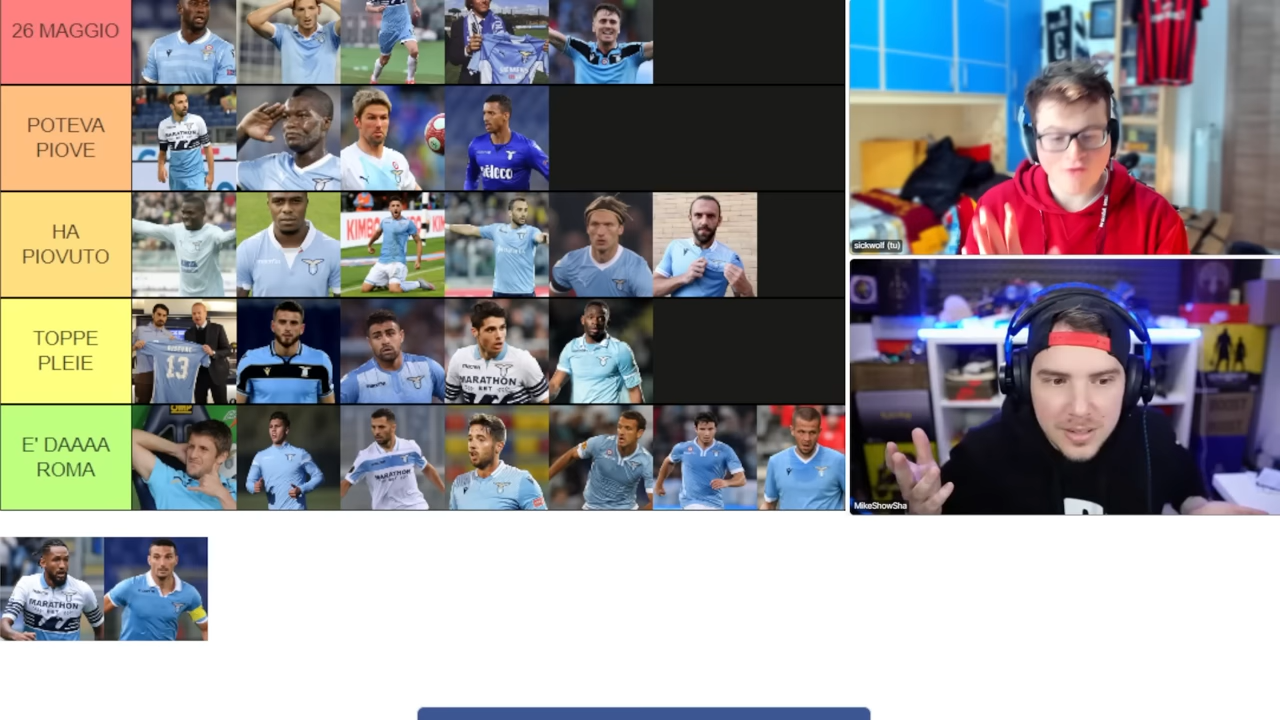 26 MAGGIO
POTEVA
PIOVE
HA
PIOVUTO
TOPPE
PLEIE
E' DAAAA
ROMA
MARATHON
sèleco
KIMBO
13
MARATHON
MARATHON
MARATHON
sickwolf (tu)
MikeShowSha